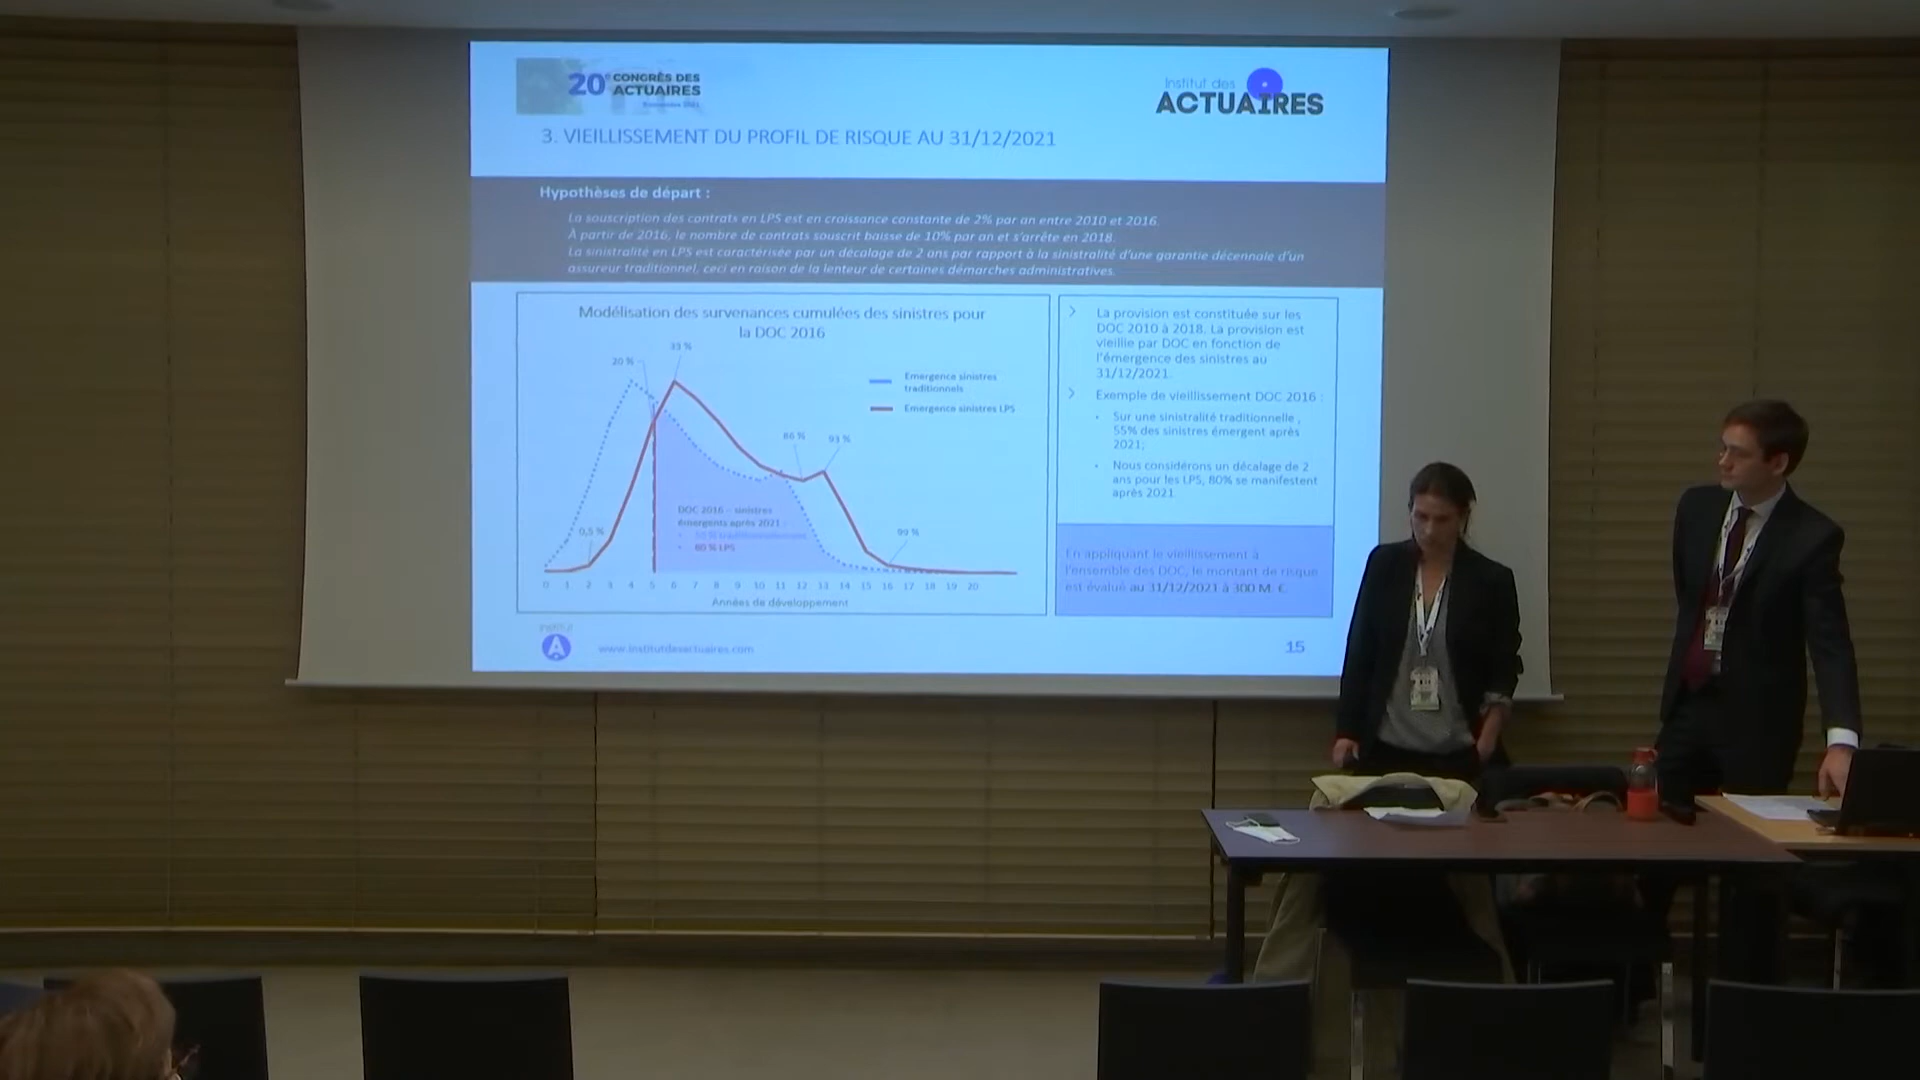 20e CONGRÈS DES
ACTUAIRES
Institut des
ACTUAIRES
3. VIEILLISSEMENT DU PROFIL DE RISQUE AU 31/12/2021
Hypothèses de départ :
La souscription des contrats en LPS est en croissance constante de 2% par an entre 2010 et 2016.
À partir de 2016, le nombre de contrats souscrit baisse de 10% par an et s'arrête en 2018.
La sinistralité en LPS est caractérisée par un décalage de 2 ans par rapport à la sinistralité d'une garantie décennale d'un
assureur traditionnel, ceci en raison de la lenteur de certaines démarches administratives.
Modélisation des survenances cumulées des sinistres pour
la DOC 2016
33 %
20 %
Emergence sinistres
traditionnels
Emergence sinistres LPS
86 %
93 %
0,5 %
99 %
DOC 2016 – sinistres
émergents après 2021 :
80 % LPS
0 1 2 3 4 5 6 7 8 9 10 11 12 13 14 15 16 17 18 19 20
Années de développement
La provision est constituée sur les
DOC 2010 à 2018. La provision est
vieillie par DOC en fonction de
l'émergence des sinistres au
31/12/2021.
Exemple de vieillissement DOC 2016 :
Sur une sinistralité traditionnelle ,
55% des sinistres émergent après
2021;
Nous considérons un décalage de 2
ans pour les LPS, 80% se manifestent
après 2021.
En appliquant le vieillissement à
l'ensemble des DOC, le montant de risque
est évalué au 31/12/2021 à 300 M €
www.institutdesactuaires.com
15